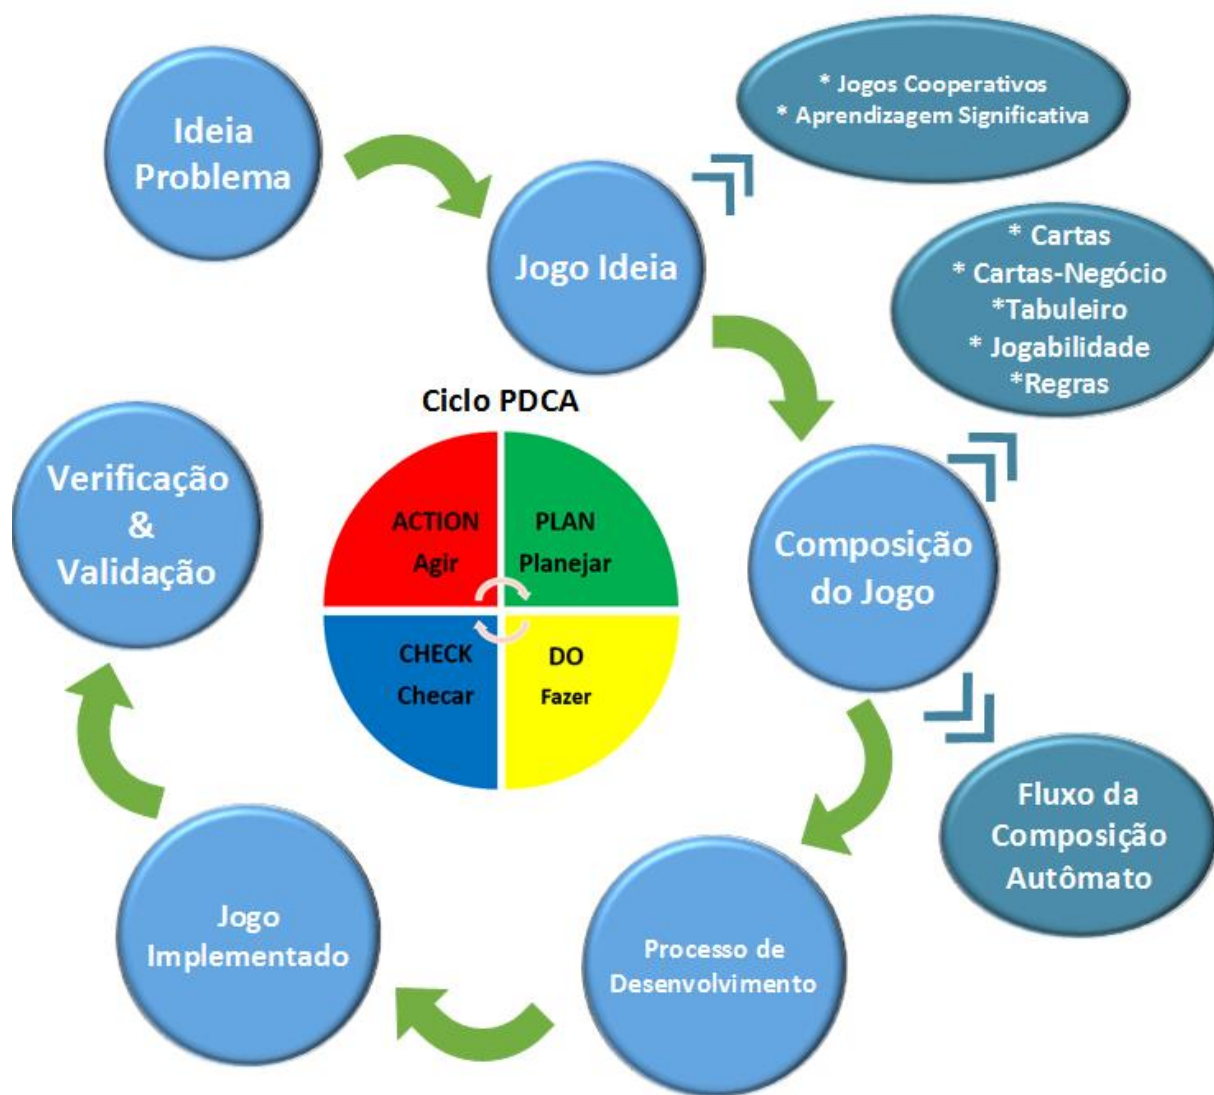 Ideia
Problema
Jogo Ideia
* Jogos Cooperativos
* Aprendizagem Significativa
* Cartas
* Cartas-Negócio
*Tabuleiro
* Jogabilidade
*Regras
Composição
do Jogo
Fluxo da
Composição
Autômato
Processo de
Desenvolvimento
Jogo
Implementado
Verificação
&
Validação
Ciclo PDCA
ACTION
Agir
PLAN
Planejar
CHECK
Checar
DO
Fazer